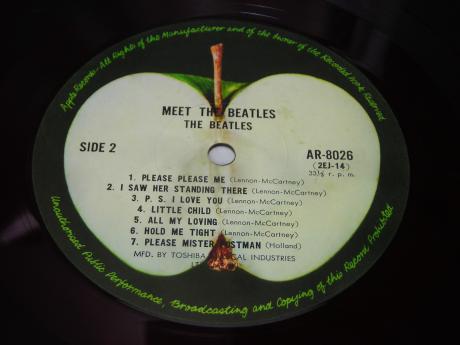 Apple Records · All Rights of the Manufacturer and of the Owner of the Recorded Work Reserved
MEET THE BEATLES
THE BEATLES
SIDE 2
AR-8026
(2EJ-14)
33⅓ r. p. m.
1. PLEASE PLEASE ME (Lennon-McCartney)
2. I SAW HER STANDING THERE (Lennon-McCartney)
3. P. S. I LOVE YOU (Lennon-McCartney)
4. LITTLE CHILD (Lennon-McCartney)
5. ALL MY LOVING (Lennon-McCartney)
6. HOLD ME TIGHT (Lennon-McCartney)
7. PLEASE MISTER POSTMAN (Holland)
MFD. BY TOSHIBA MUSICAL INDUSTRIES
Unauthorised Public Performance, Broadcasting and Copying of this Record Prohibited